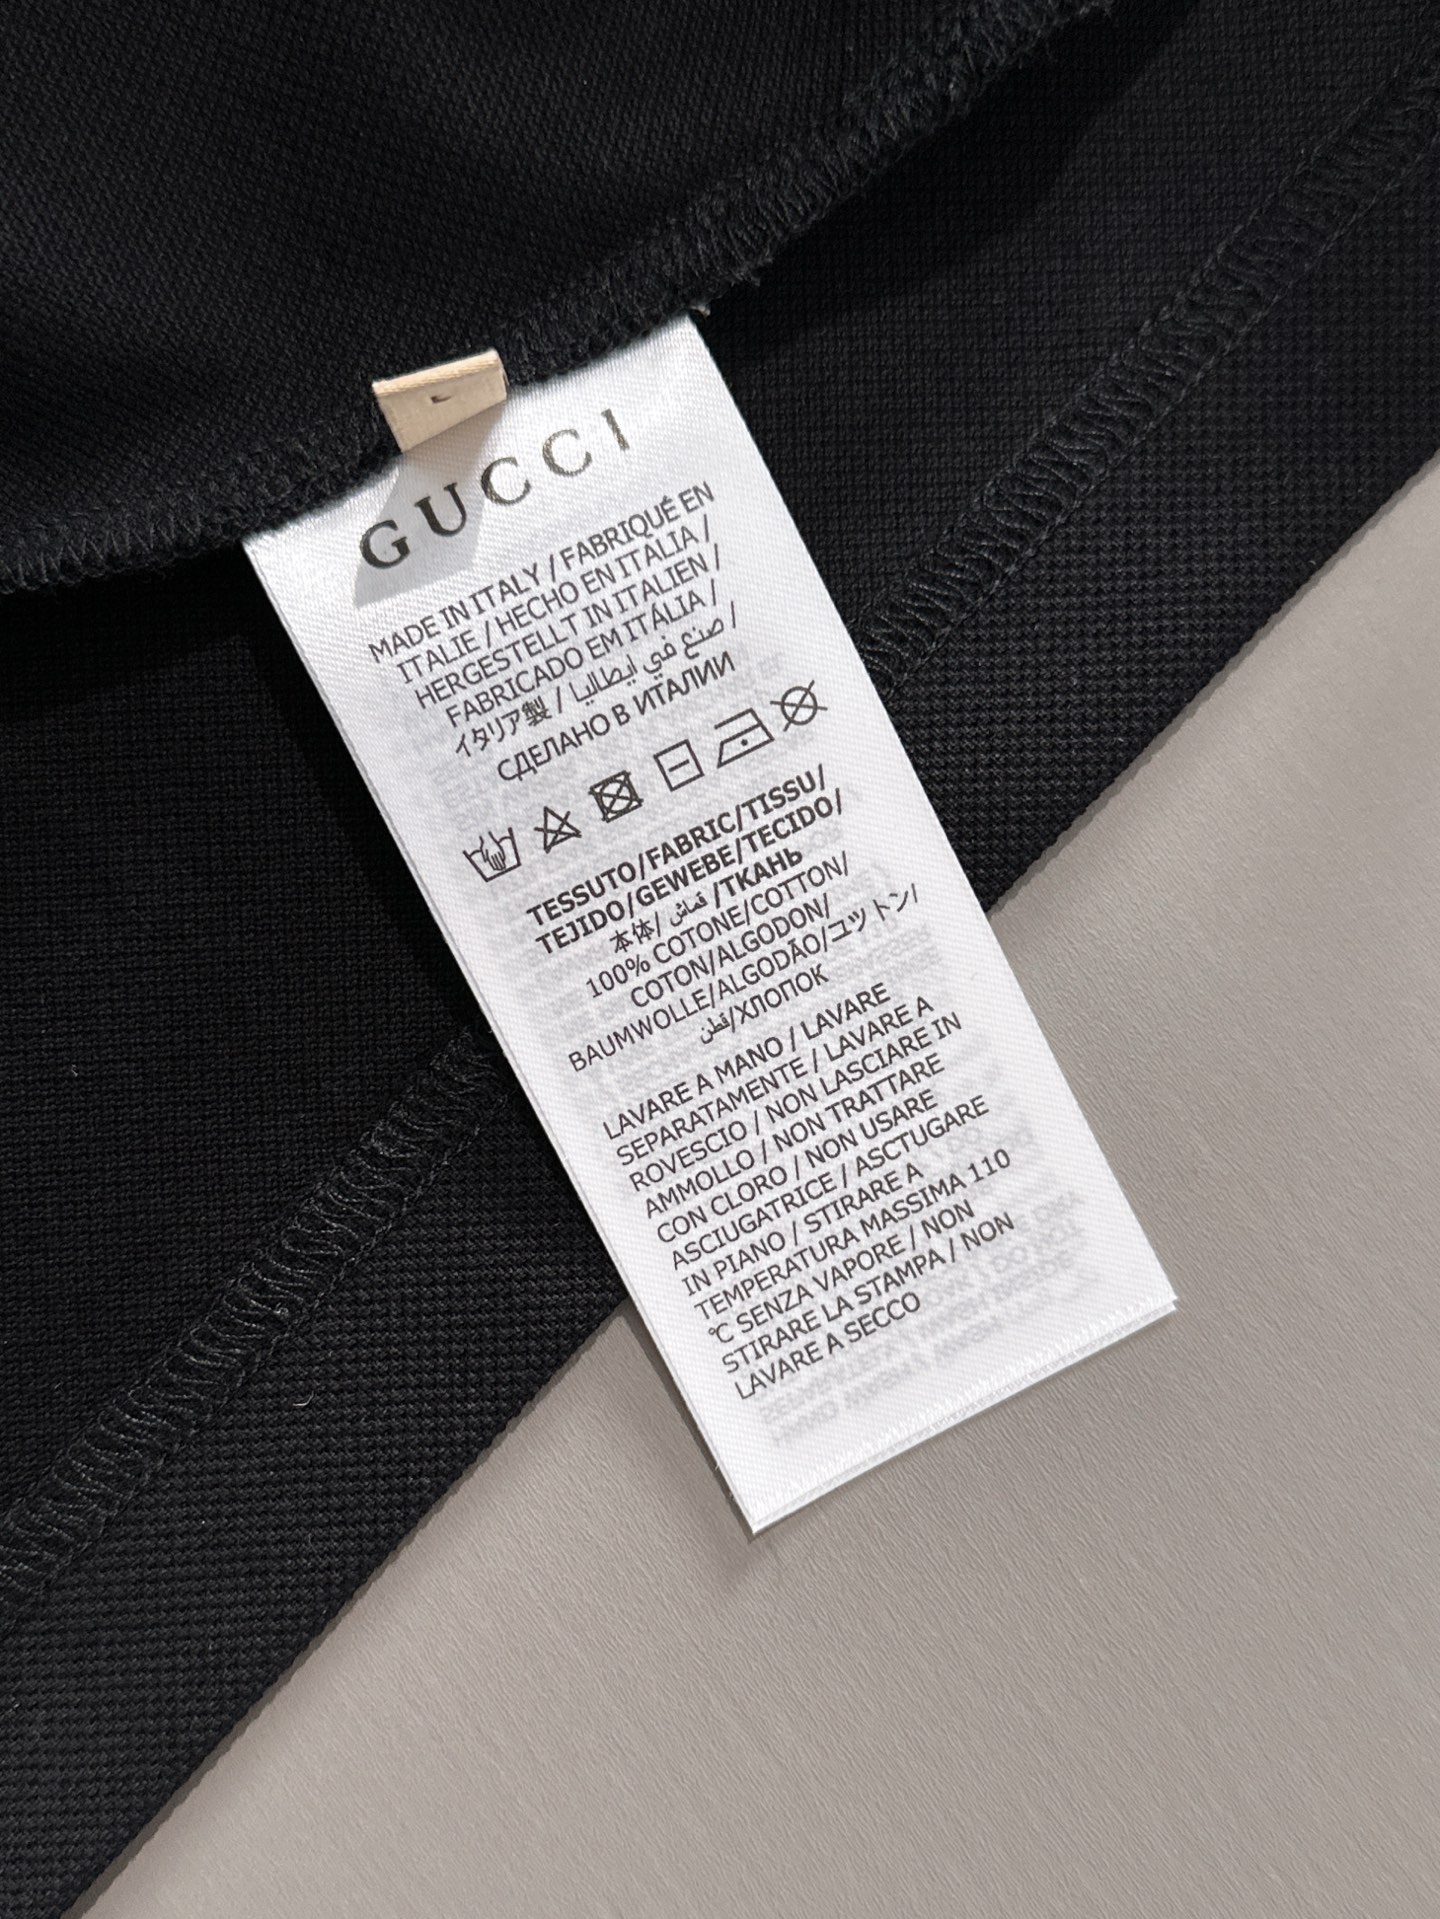 GUCCI
MADE IN ITALY / FABRIQUÉ EN
ITALIE / HECHO EN ITALIA /
HERGESTELLT IN ITALIEN /
FABRICADO EM ITÁLIA /
イタリア製 / صنع في ايطاليا /
СДЕЛАНО В ИТАЛИИ
TESSUTO/FABRIC/TISSU/
TEJIDO/GEWEBE/TECIDO/
本体/ قماش /ТКАНЬ
100% COTONE/COTTON/
COTON/ALGODON/
BAUMWOLLE/ALGODÃO/コットン/
قطن/ХЛОПОК
LAVARE A MANO / LAVARE
SEPARATAMENTE / LAVARE A
ROVESCIO / NON LASCIARE IN
AMMOLLO / NON TRATTARE
CON CLORO / NON USARE
ASCIUGATRICE / ASCTUGARE
IN PIANO / STIRARE A
TEMPERATURA MASSIMA 110
℃ SENZA VAPORE / NON
STIRARE LA STAMPA / NON
LAVARE A SECCO